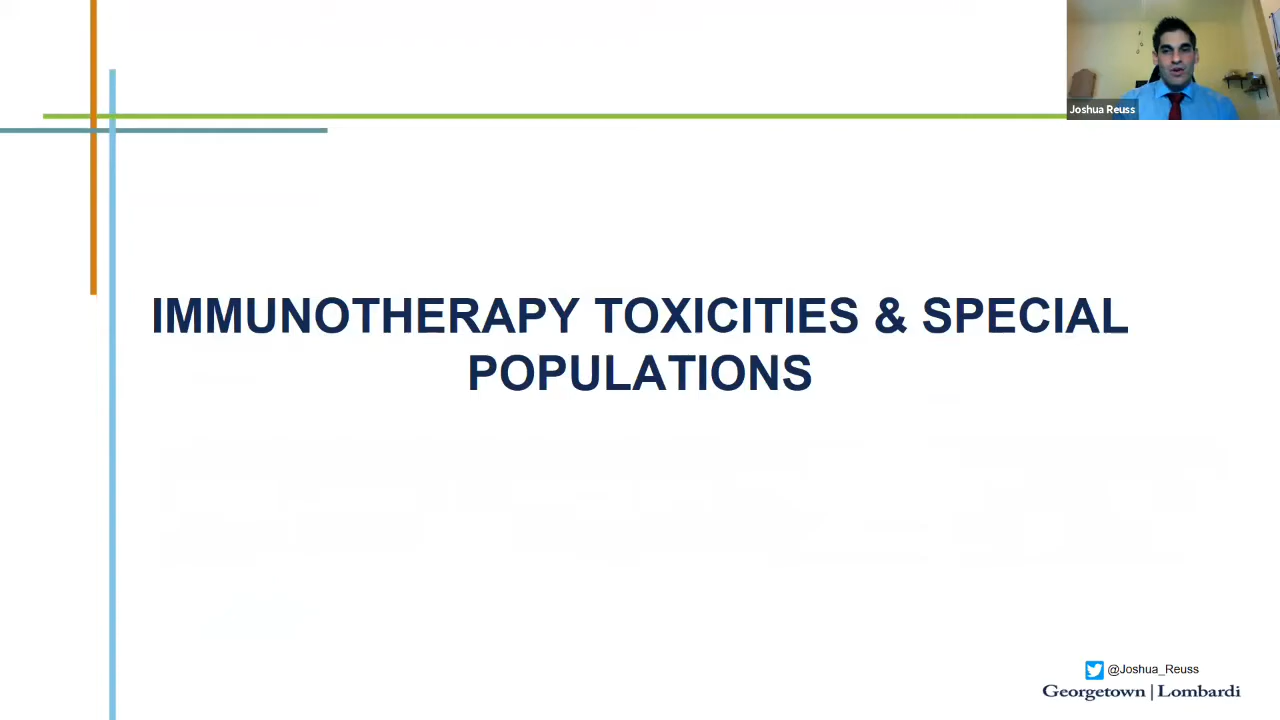 Joshua Reuss
IMMUNOTHERAPY TOXICITIES & SPECIAL
POPULATIONS
@Joshua_Reuss
Georgetown | Lombardi